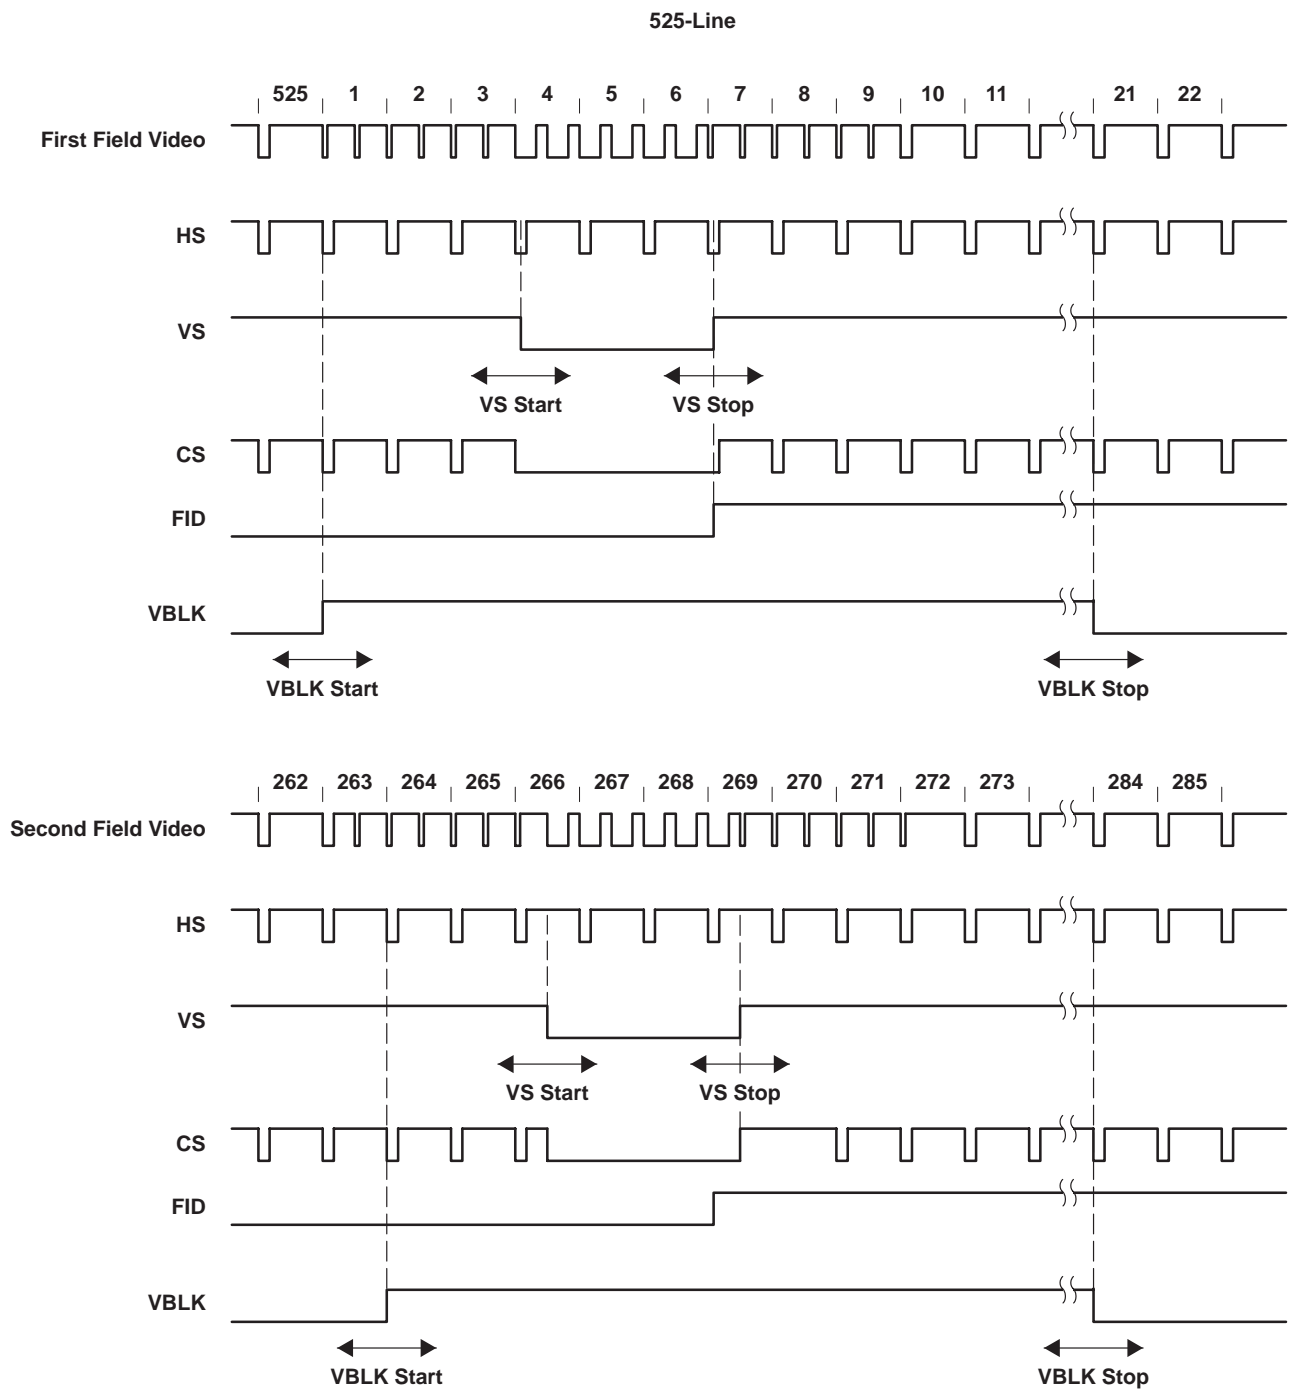 525-Line
525 1 2 3 4 5 6 7 8 9 10 11 21 22
First Field Video
HS
VS
VS Start VS Stop
CS
FID
VBLK
VBLK Start VBLK Stop
262 263 264 265 266 267 268 269 270 271 272 273 284 285
Second Field Video
HS
VS
VS Start VS Stop
CS
FID
VBLK
VBLK Start VBLK Stop